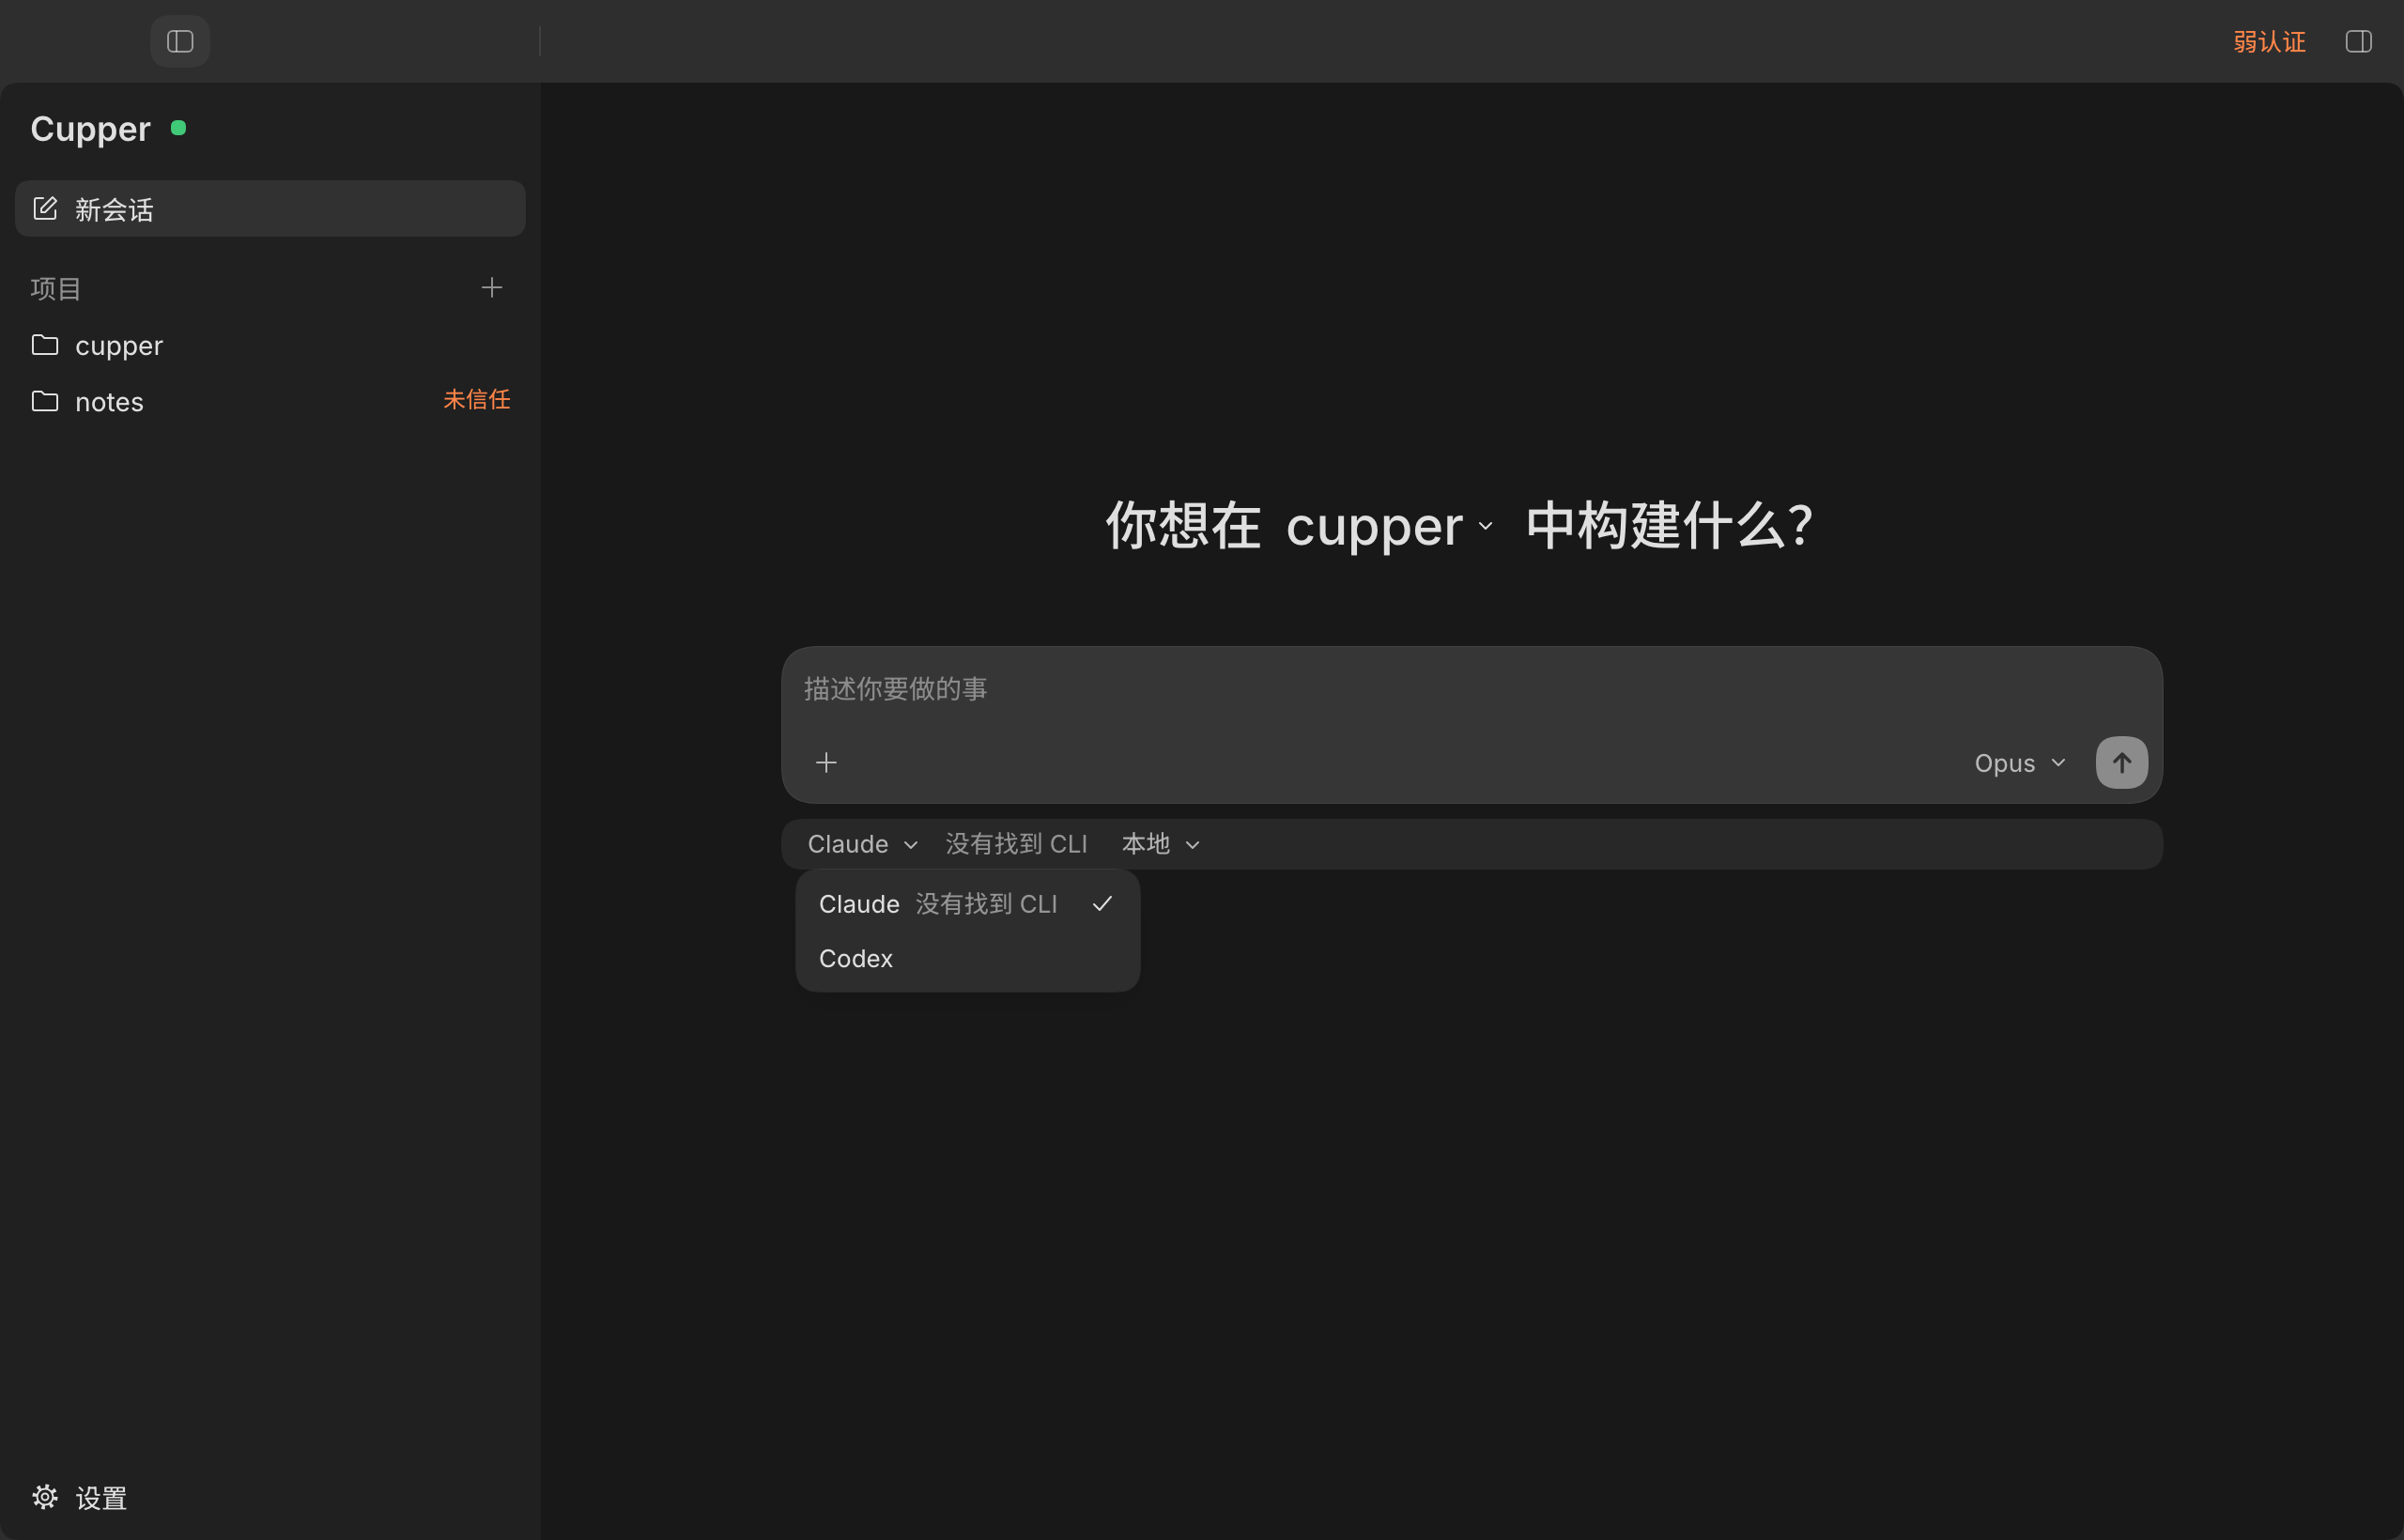 弱认证
Cupper
新会话
项目
cupper
notes 未信任
你想在 cupper 中构建什么？
描述你要做的事
Opus
Claude 没有找到 CLI 本地
Claude 没有找到 CLI
Codex
设置